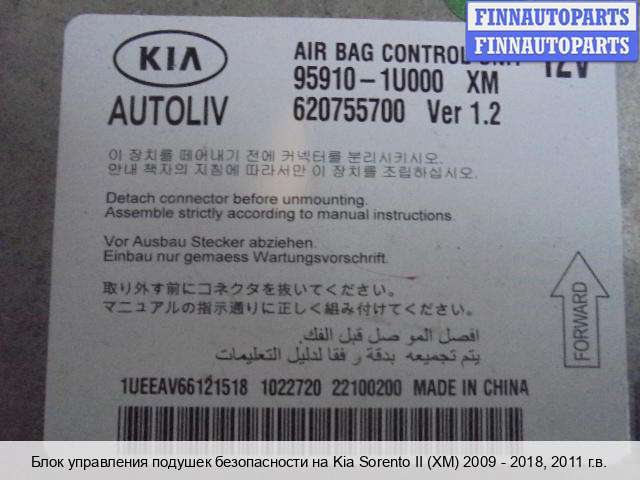 FINNAUTOPARTS
FINNAUTOPARTS
KIA
AIR BAG CONTROL UNIT 12V
95910-1U000 XM
AUTOLIV
620755700 Ver 1.2
이 장치를 떼어내기 전에 커넥터를 분리시키시오.
안내 책자의 지침에 따라서만 이 장치를 조립하십시오.
Detach connector before unmounting.
Assemble strictly according to manual instructions.
Vor Ausbau Stecker abziehen.
Einbau nur gemaess Wartungsvorschrift.
取り外す前にコネクタを抜いてください。
マニュアルの指示通りに正しく組み付けてください。
افصل الموصل قبل الفك.
يتم تجميعه بدقة رفقا لدليل التعليمات
FORWARD
1UEEAV66121518 1022720 22100200 MADE IN CHINA
Блок управления подушек безопасности на Kia Sorento II (XM) 2009 - 2018, 2011 г.в.